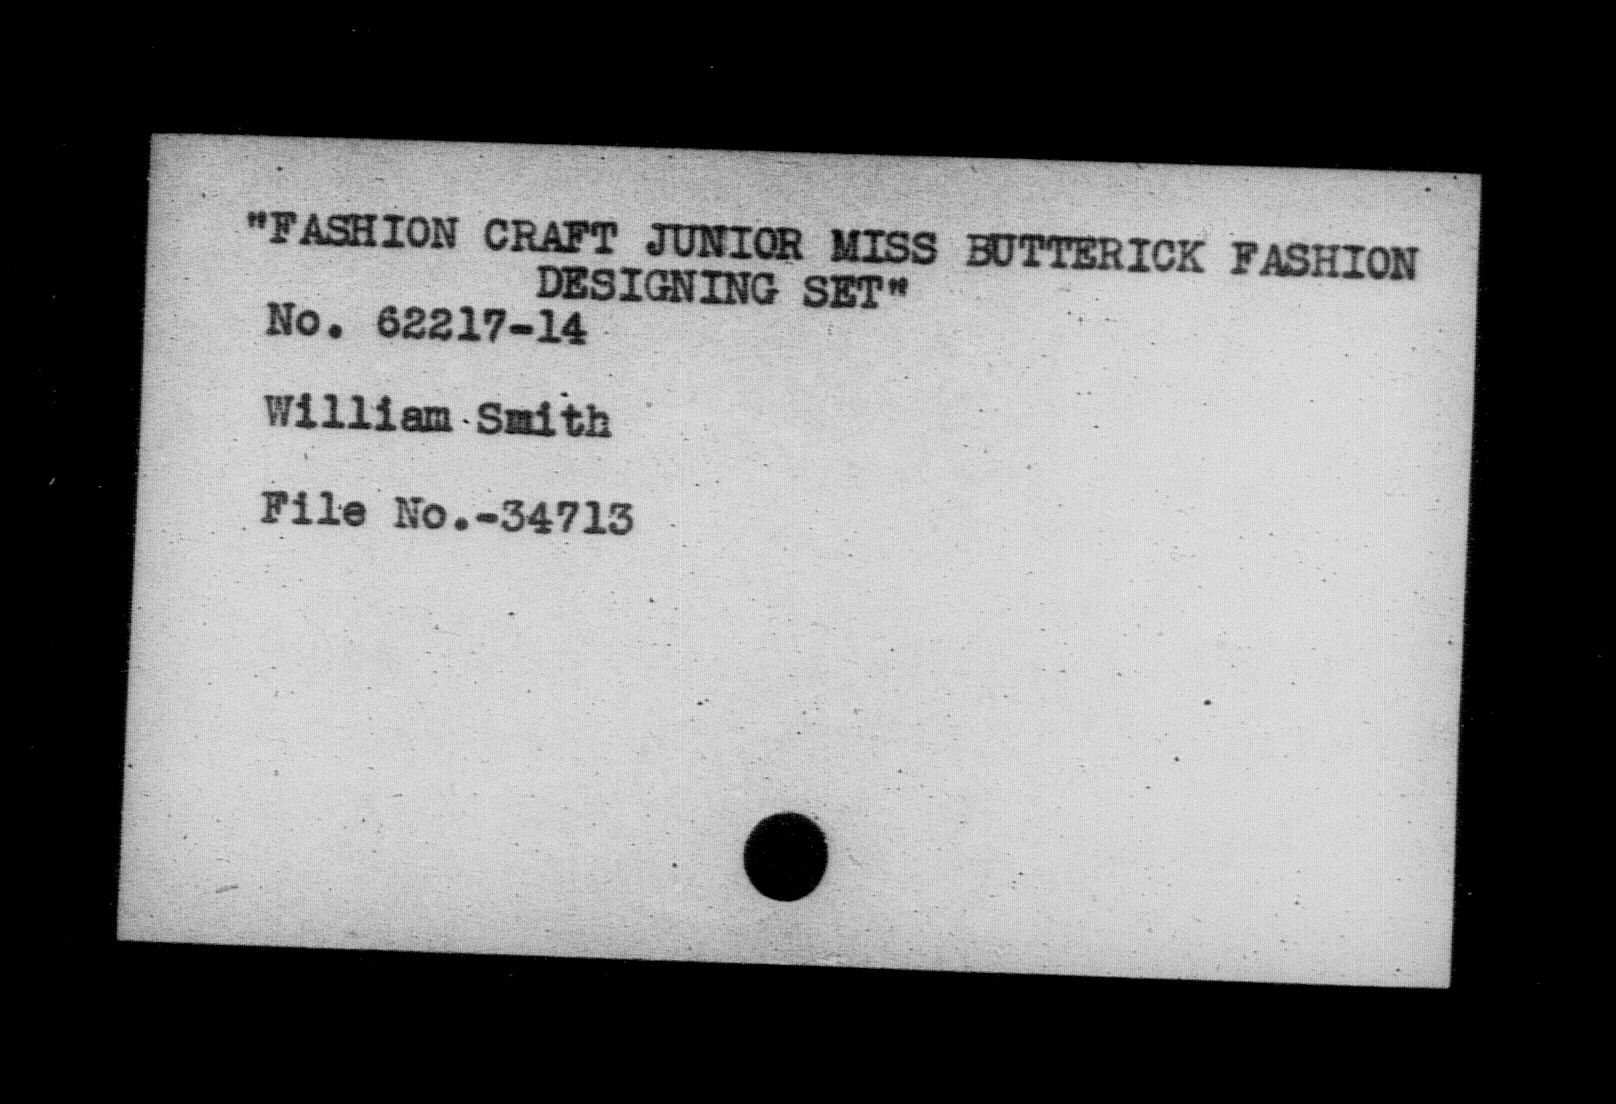 "FASHION CRAFT JUNIOR MISS BUTTERICK FASHION
DESIGNING SET"
No. 62217-14
William Smith
File No.-34713